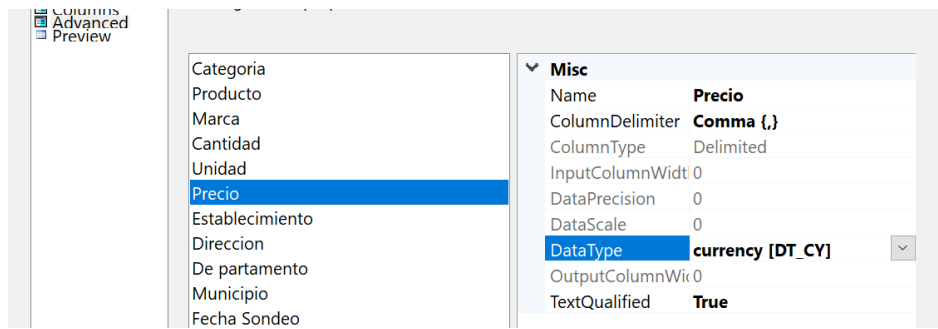 Columns
Advanced
Preview
Categoria
Producto
Marca
Cantidad
Unidad
Precio
Establecimiento
Direccion
De partamento
Municipio
Fecha Sondeo
Misc
Name Precio
ColumnDelimiter Comma {,}
ColumnType Delimited
InputColumnWidtl 0
DataPrecision 0
DataScale 0
DataType currency [DT_CY]
OutputColumnWi 0
TextQualified True